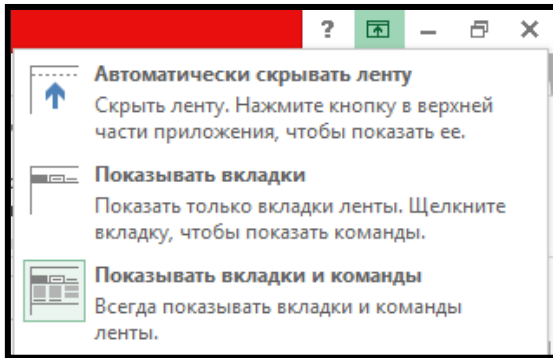 ?
Автоматически скрывать ленту
Скрыть ленту. Нажмите кнопку в верхней
части приложения, чтобы показать ее.
Показывать вкладки
Показать только вкладки ленты. Щелкните
вкладку, чтобы показать команды.
Показывать вкладки и команды
Всегда показывать вкладки и команды
ленты.